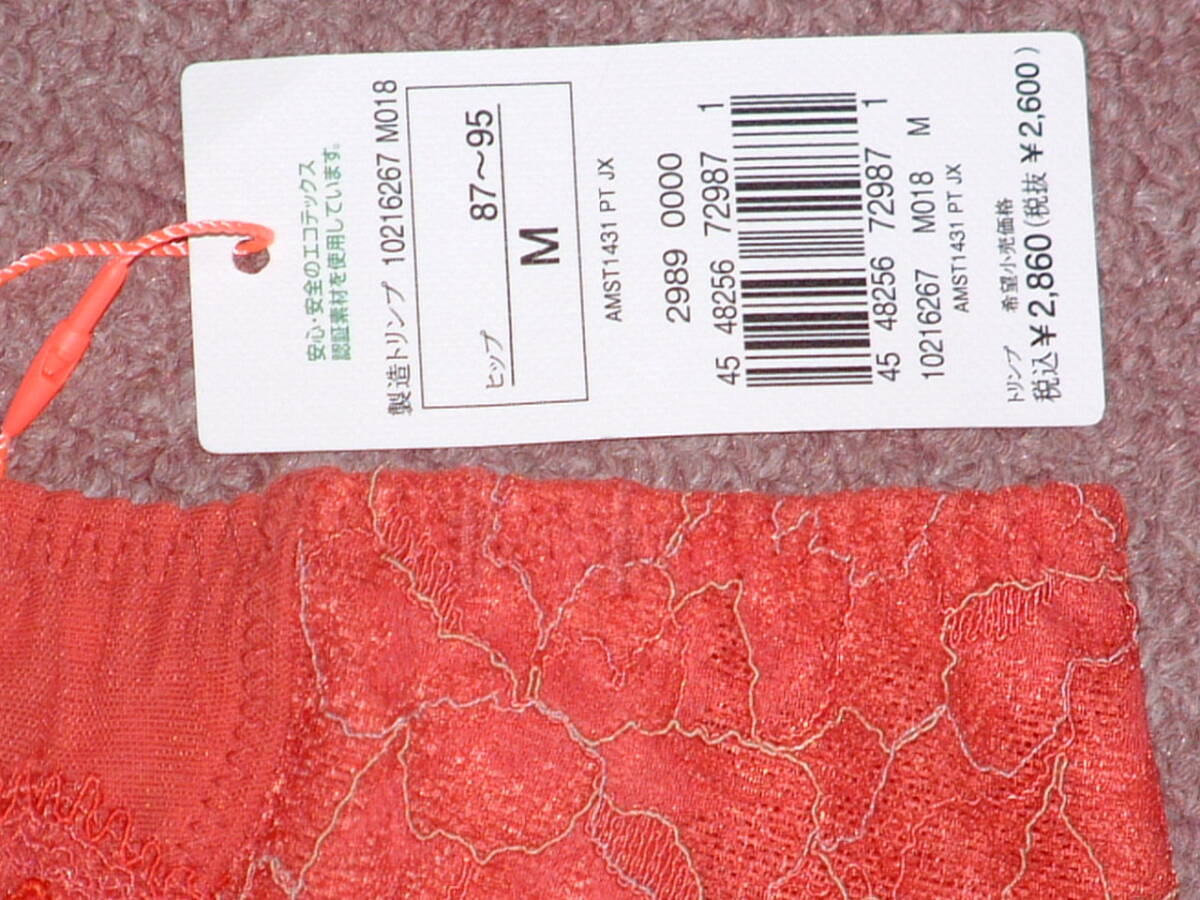 安心・安全のエコテックス
認証素材を使用しています。
製造トリンプ 10216267 M018
ヒップ 87～95
M
AMST1431 PT JX
2989 0000
45 48256 72987 1
45 48256 72987 1
10216267 M018 M
AMST1431 PT JX
トリンプ 希望小売価格
税込￥2,860(税抜￥2,600)